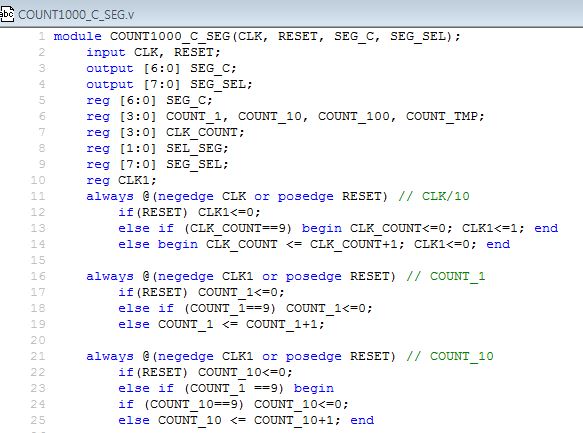 abc COUNT1000_C_SEG.v
1 module COUNT1000_C_SEG(CLK, RESET, SEG_C, SEG_SEL);
2 input CLK, RESET;
3 output [6:0] SEG_C;
4 output [7:0] SEG_SEL;
5 reg [6:0] SEG_C;
6 reg [3:0] COUNT_1, COUNT_10, COUNT_100, COUNT_TMP;
7 reg [3:0] CLK_COUNT;
8 reg [1:0] SEL_SEG;
9 reg [7:0] SEG_SEL;
10 reg CLK1;
11 always @(negedge CLK or posedge RESET) // CLK/10
12 if(RESET) CLK1<=0;
13 else if (CLK_COUNT==9) begin CLK_COUNT<=0; CLK1<=1; end
14 else begin CLK_COUNT <= CLK_COUNT+1; CLK1<=0; end
15
16 always @(negedge CLK1 or posedge RESET) // COUNT_1
17 if(RESET) COUNT_1<=0;
18 else if (COUNT_1==9) COUNT_1<=0;
19 else COUNT_1 <= COUNT_1+1;
20
21 always @(negedge CLK1 or posedge RESET) // COUNT_10
22 if(RESET) COUNT_10<=0;
23 else if (COUNT_1 ==9) begin
24 if (COUNT_10==9) COUNT_10<=0;
25 else COUNT_10 <= COUNT_10+1; end